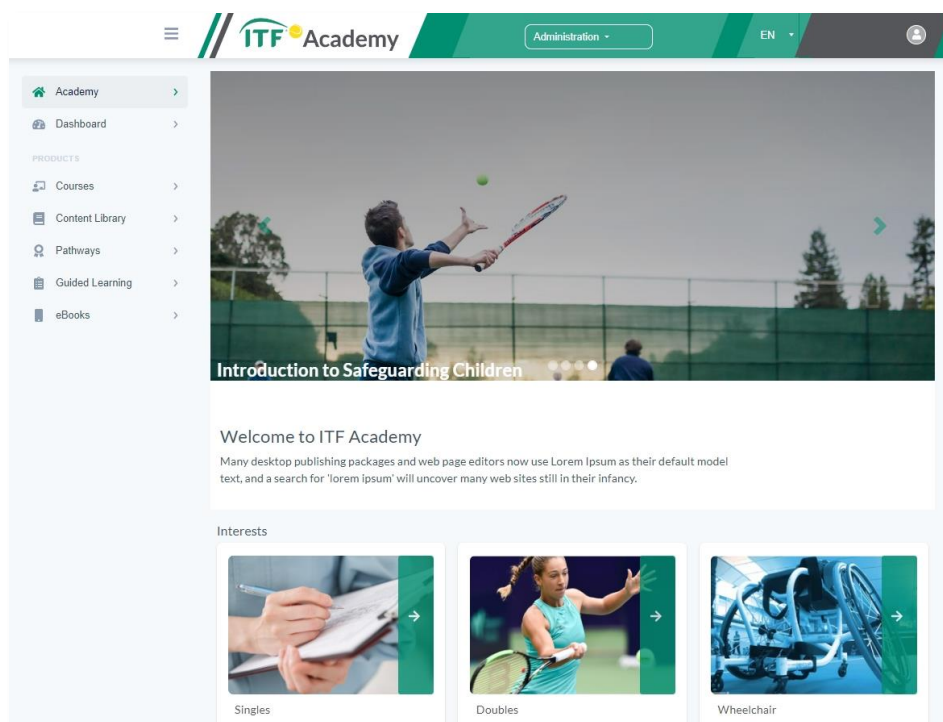 ITF Academy
Administration
EN
Academy
Dashboard
PRODUCTS
Courses
Content Library
Pathways
Guided Learning
eBooks
Introduction to Safeguarding Children
Welcome to ITF Academy
Many desktop publishing packages and web page editors now use Lorem Ipsum as their default model
text, and a search for 'lorem ipsum' will uncover many web sites still in their infancy.
Interests
Singles
Doubles
Wheelchair